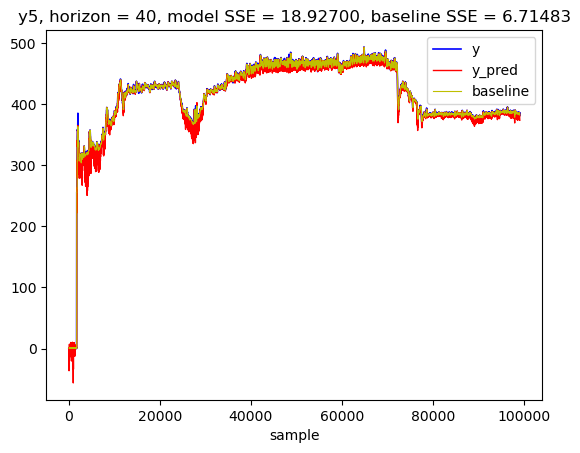 y5, horizon = 40, model SSE = 18.92700, baseline SSE = 6.71483
500
400
300
200
100
0
y
y_pred
baseline
0
20000
40000
60000
80000
100000
sample